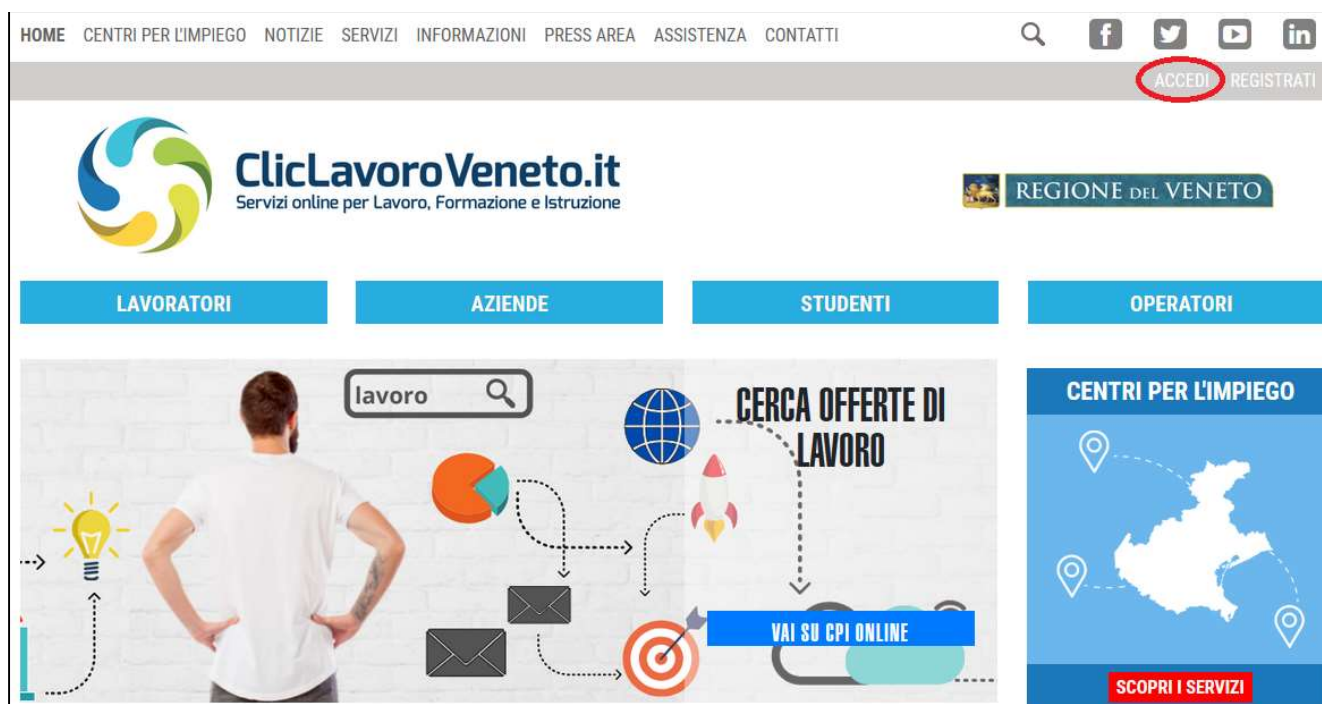 HOME CENTRI PER L'IMPIEGO NOTIZIE SERVIZI INFORMAZIONI PRESS AREA ASSISTENZA CONTATTI
ACCEDI REGISTRATI
ClicLavoroVeneto.it
Servizi online per Lavoro, Formazione e Istruzione
REGIONE DEL VENETO
LAVORATORI AZIENDE STUDENTI OPERATORI
lavoro
CERCA OFFERTE DI
LAVORO
VAI SU CPI ONLINE
CENTRI PER L'IMPIEGO
SCOPRI I SERVIZI